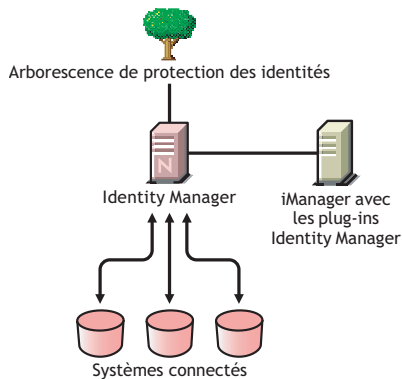 Arborescence de protection des identités
N
Identity Manager
iManager avec
les plug-ins
Identity Manager
Systèmes connectés